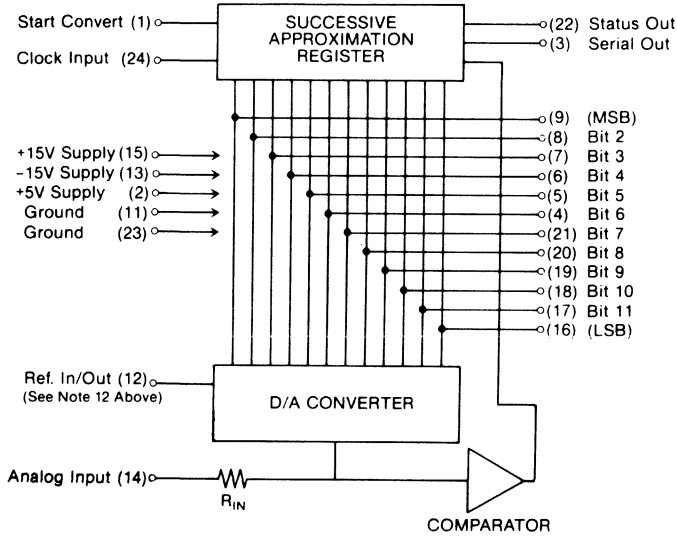 SUCCESSIVE
APPROXIMATION
REGISTER
Start Convert (1)
Clock Input (24)
(22) Status Out
(3) Serial Out
(9) (MSB)
(8) Bit 2
(7) Bit 3
(6) Bit 4
(5) Bit 5
(4) Bit 6
(21) Bit 7
(20) Bit 8
(19) Bit 9
(18) Bit 10
(17) Bit 11
(16) (LSB)
+15V Supply (15)
−15V Supply (13)
+5V Supply (2)
Ground (11)
Ground (23)
Ref. In/Out (12)
(See Note 12 Above)
D/A CONVERTER
Analog Input (14)
RIN
COMPARATOR